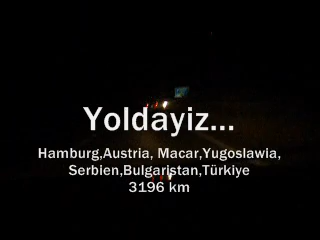 Yoldayiz...
Hamburg,Austria, Macar,Yugoslawia,
Serbien,Bulgaristan,Türkiye
3196 km